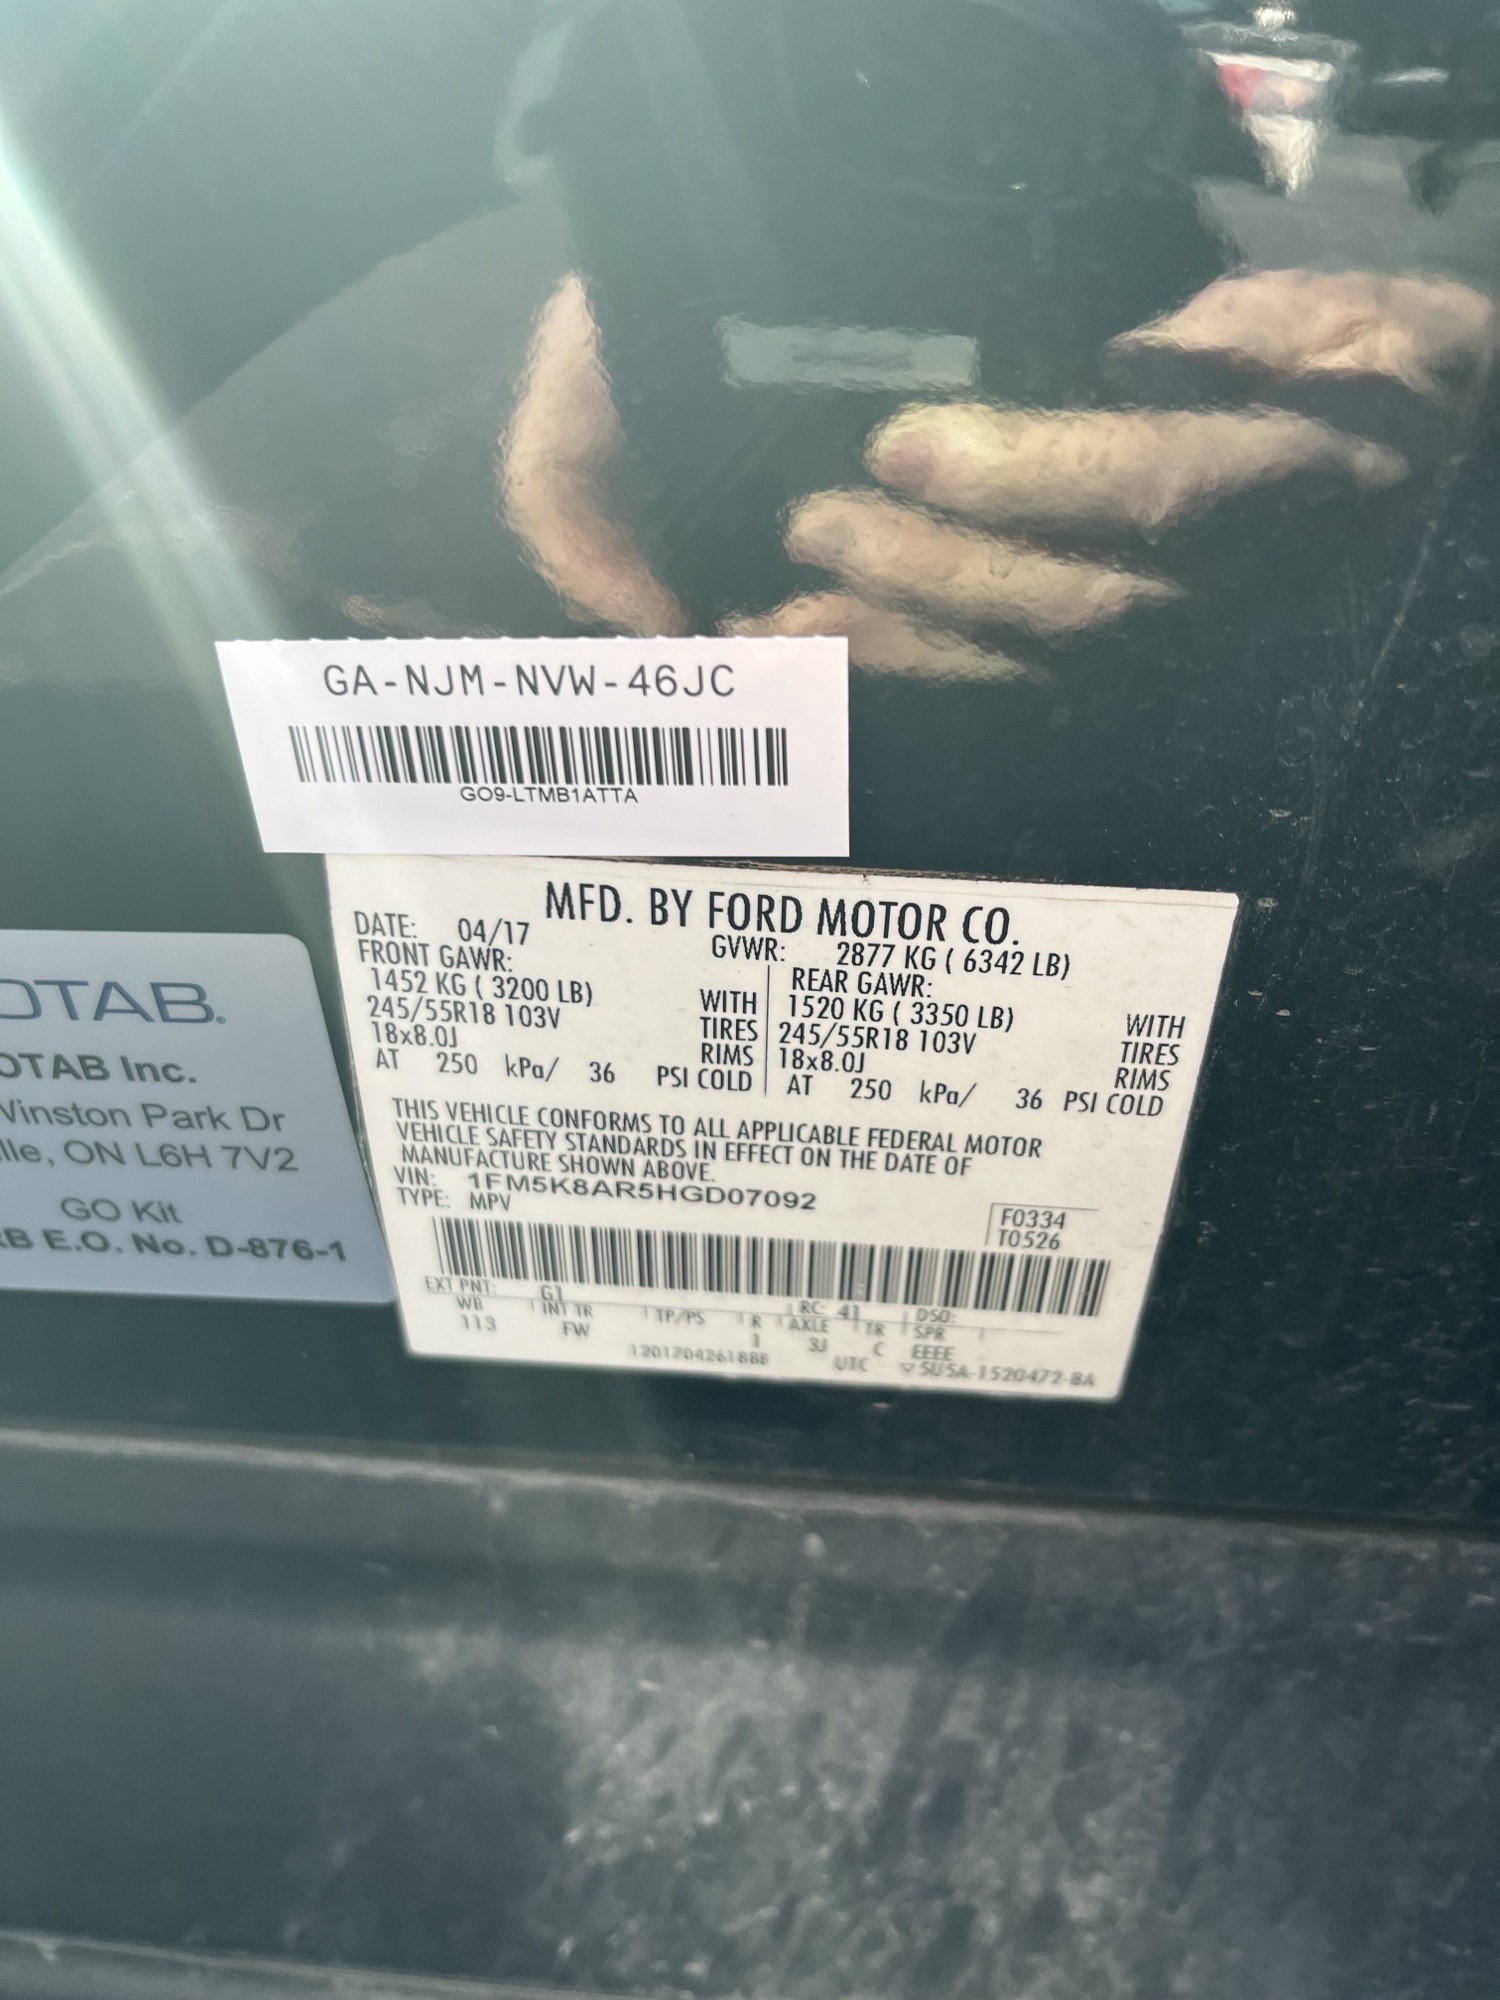 GA-NJM-NVW-46JC
GO9-LTMB1ATTA
OTAB.
OTAB Inc.
Winston Park Dr
lle, ON L6H 7V2
GO Kit
RB E.O. No. D-876-1
MFD. BY FORD MOTOR CO.
DATE: 04/17
GVWR: 2877 KG ( 6342 LB)
FRONT GAWR:
1452 KG ( 3200 LB) WITH
245/55R18 103V TIRES
18x8.0J RIMS
AT 250 kPa/ 36 PSI COLD
REAR GAWR:
1520 KG ( 3350 LB) WITH
245/55R18 103V TIRES
18x8.0J RIMS
AT 250 kPa/ 36 PSI COLD
THIS VEHICLE CONFORMS TO ALL APPLICABLE FEDERAL MOTOR
VEHICLE SAFETY STANDARDS IN EFFECT ON THE DATE OF
MANUFACTURE SHOWN ABOVE.
VIN: 1FM5K8AR5HGD07092
TYPE: MPV
F0334
T0526
EXT PNT: G1 RC: 41 DSO:
WB INT TR TP/PS R AXLE TR SPR
113 FW 1 3J C EEEE
1201704261888 UTC ▽5U5A-1520472-BA